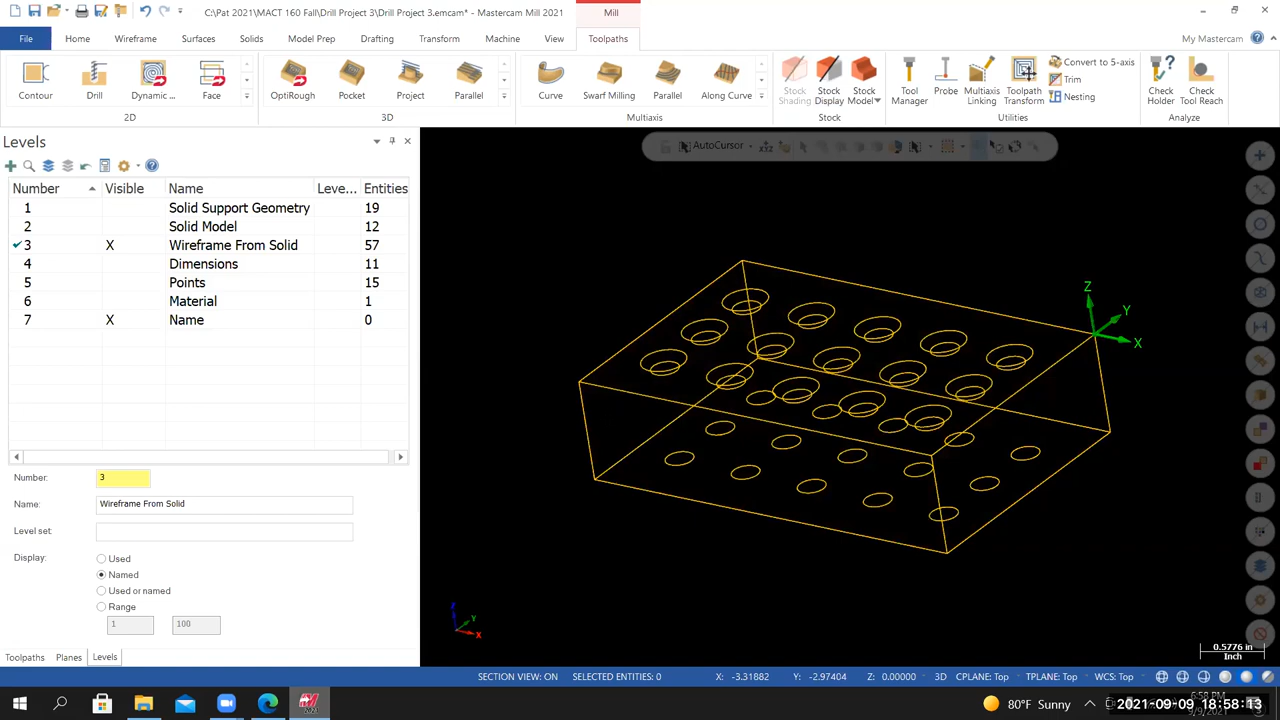 C:\Pat 2021\MACT 160 Fall\Drill Project 3\Drill Project 3.emcam* - Mastercam Mill 2021
Mill
File
Home
Wireframe
Surfaces
Solids
Model Prep
Drafting
Transform
Machine
View
Toolpaths
My Mastercam
Contour
Drill
Dynamic ...
Face
2D
OptiRough
Pocket
Project
Parallel
3D
Curve
Swarf Milling
Parallel
Along Curve
Multiaxis
Stock Shading
Stock Display
Stock Model
Stock
Tool Manager
Probe
Multiaxis Linking
Toolpath Transform
Convert to 5-axis
Trim
Nesting
Utilities
Check Holder
Check Tool Reach
Analyze
Levels
AutoCursor
Number Visible Name Leve... Entities
1 Solid Support Geometry 19
2 Solid Model 12
3 X Wireframe From Solid 57
4 Dimensions 11
5 Points 15
6 Material 1
7 X Name 0
Number: 3
Name: Wireframe From Solid
Level set:
Display: Used
Named
Used or named
Range
1 100
Z
Y
X
Z
Y
X
0.5776 in
Inch
Toolpaths Planes Levels
SECTION VIEW: ON SELECTED ENTITIES: 0 X: -3.31882 Y: -2.97404 Z: 0.00000 3D CPLANE: Top TPLANE: Top WCS: Top
80°F Sunny
6:58 PM
2021-09-09 18:58:13
9/9/2021